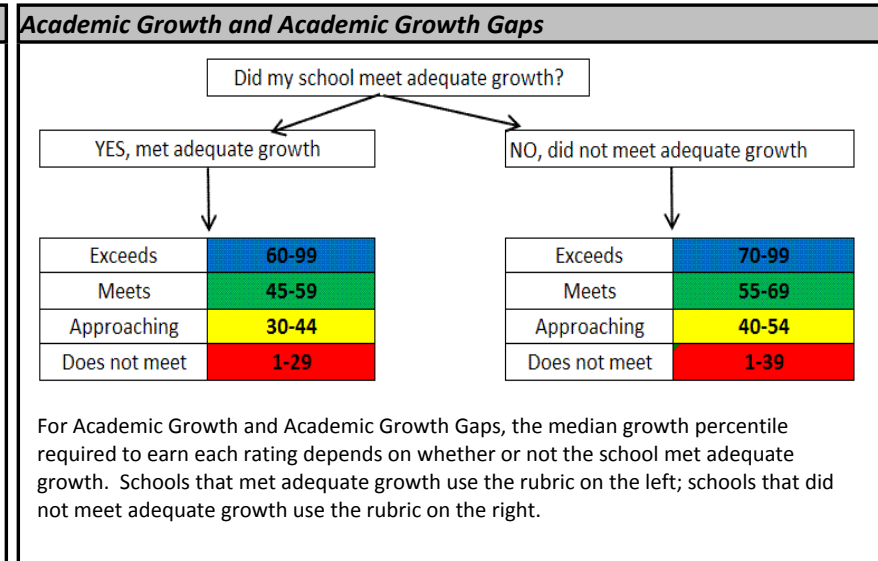 Academic Growth and Academic Growth Gaps
Did my school meet adequate growth?
YES, met adequate growth
NO, did not meet adequate growth
Exceeds 60-99
Meets 45-59
Approaching 30-44
Does not meet 1-29
Exceeds 70-99
Meets 55-69
Approaching 40-54
Does not meet 1-39
For Academic Growth and Academic Growth Gaps, the median growth percentile
required to earn each rating depends on whether or not the school met adequate
growth.  Schools that met adequate growth use the rubric on the left; schools that did
not meet adequate growth use the rubric on the right.